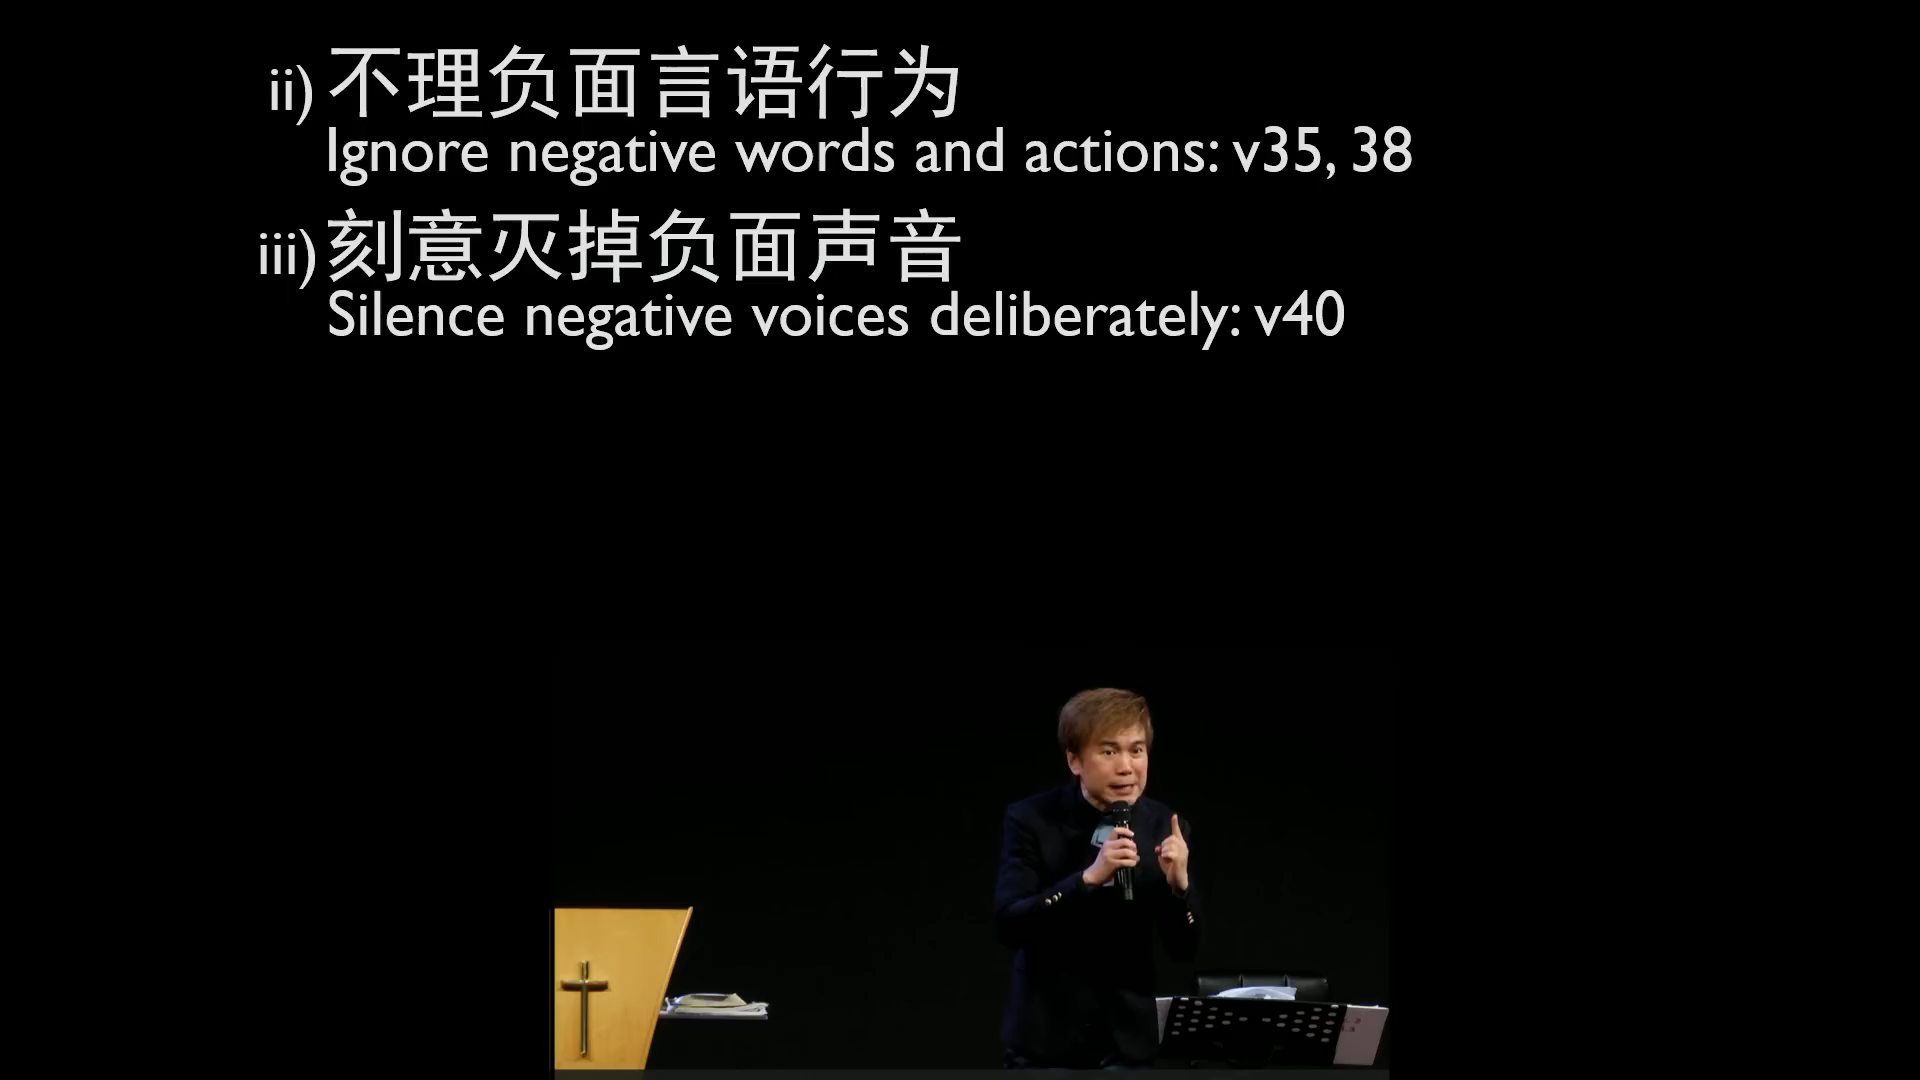 ii) 不理负面言语行为
Ignore negative words and actions: v35, 38
iii) 刻意灭掉负面声音
Silence negative voices deliberately: v40